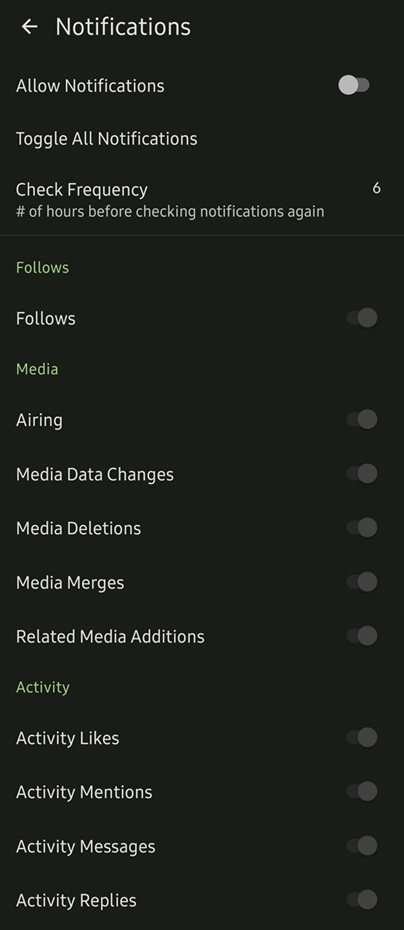 Notifications
Allow Notifications
Toggle All Notifications
Check Frequency 6
# of hours before checking notifications again
Follows
Follows
Media
Airing
Media Data Changes
Media Deletions
Media Merges
Related Media Additions
Activity
Activity Likes
Activity Mentions
Activity Messages
Activity Replies